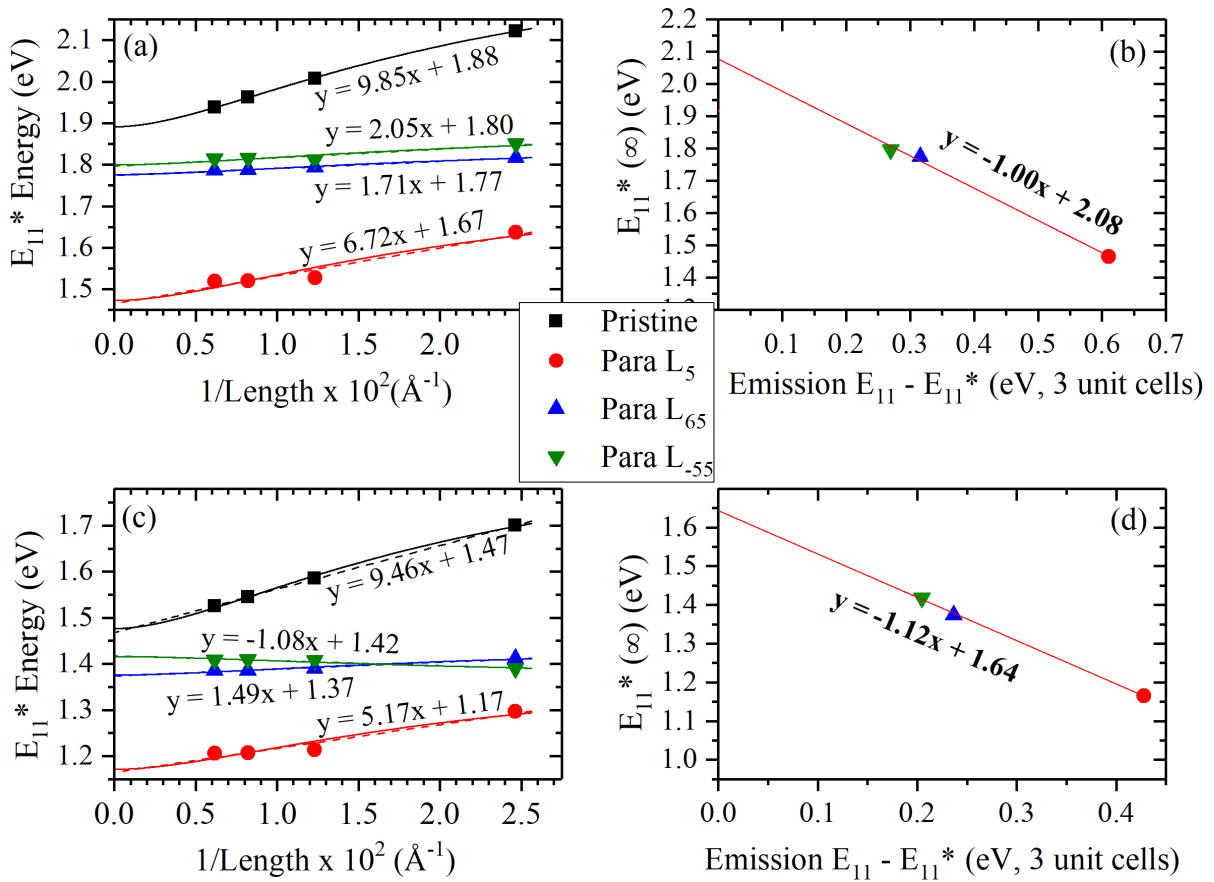 (a)
2.1
2.0
1.9
1.8
1.7
1.6
1.5
E₁₁* Energy (eV)
y = 9.85x + 1.88
y = 2.05x + 1.80
y = 1.71x + 1.77
y = 6.72x + 1.67
0.0 0.5 1.0 1.5 2.0
1/Length x 10²(Å⁻¹)
(b)
2.2
2.1
2.0
1.9
1.8
1.7
1.6
1.5
1.4
E₁₁* (∞) (eV)
y = -1.00x + 2.08
0.1 0.2 0.3 0.4 0.5 0.6 0.7
Emission E₁₁ - E₁₁* (eV, 3 unit cells)
Pristine
Para L₅
Para L₆₅
Para L₋₅₅
(c)
1.7
1.6
1.5
1.4
1.3
1.2
E₁₁* Energy (eV)
y = 9.46x + 1.47
y = -1.08x + 1.42
y = 1.49x + 1.37
y = 5.17x + 1.17
0.0 0.5 1.0 1.5 2.0 2.5
1/Length x 10² (Å⁻¹)
(d)
1.6
1.5
1.4
1.3
1.2
1.1
1.0
E₁₁* (∞) (eV)
y = -1.12x + 1.64
0.0 0.1 0.2 0.3 0.4
Emission E₁₁ - E₁₁* (eV, 3 unit cells)